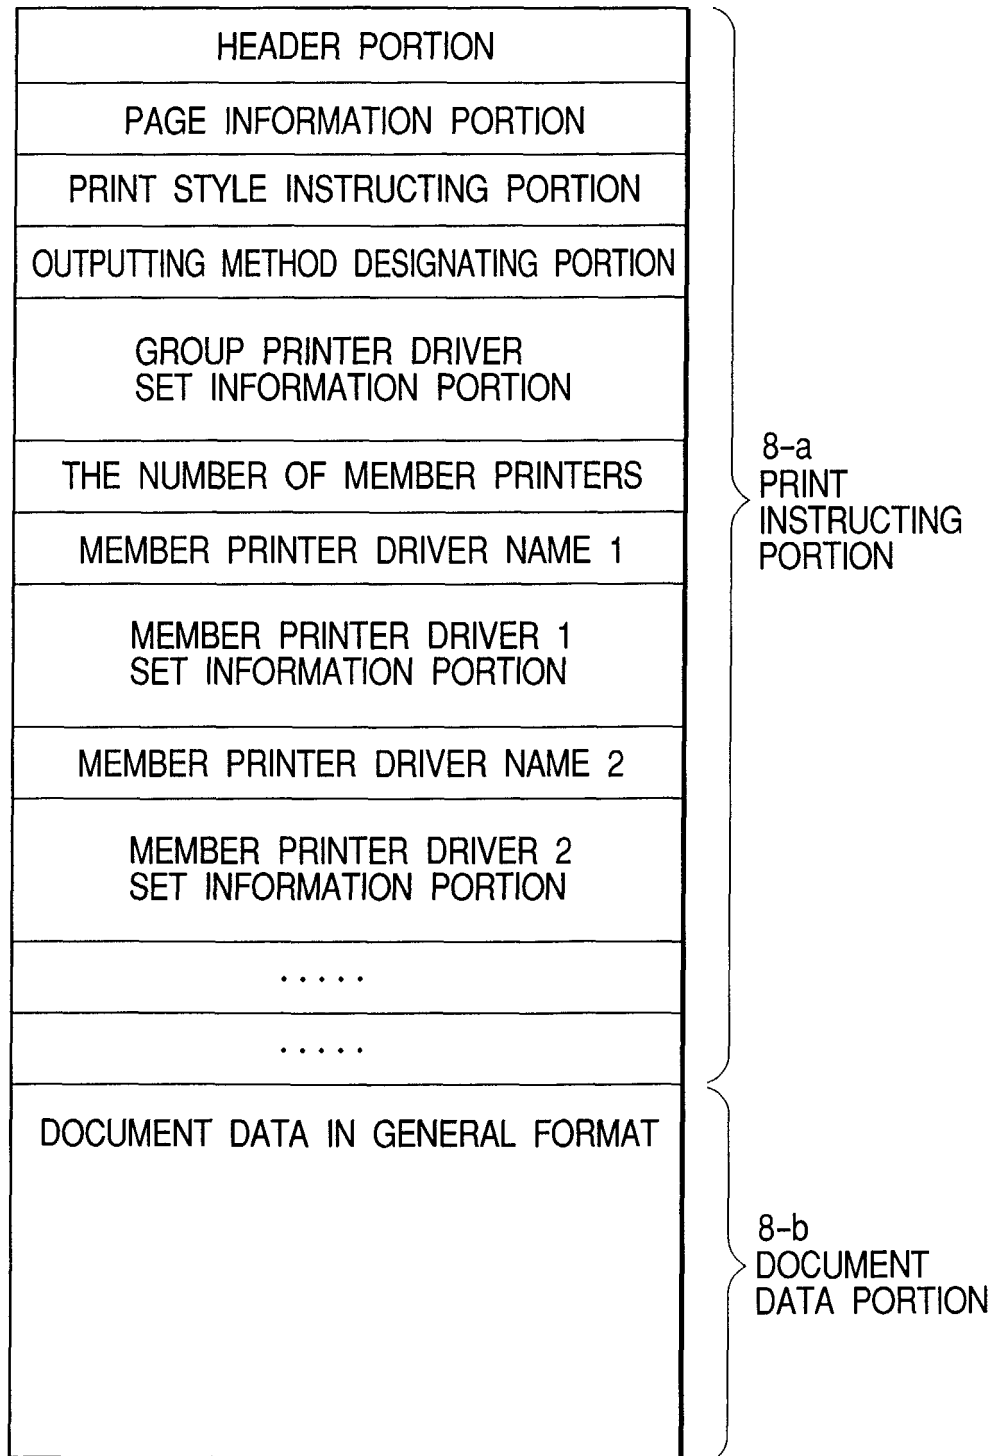 HEADER PORTION
PAGE INFORMATION PORTION
PRINT STYLE INSTRUCTING PORTION
OUTPUTTING METHOD DESIGNATING PORTION
GROUP PRINTER DRIVER
SET INFORMATION PORTION
THE NUMBER OF MEMBER PRINTERS
MEMBER PRINTER DRIVER NAME 1
MEMBER PRINTER DRIVER 1
SET INFORMATION PORTION
MEMBER PRINTER DRIVER NAME 2
MEMBER PRINTER DRIVER 2
SET INFORMATION PORTION
.....
.....
8-a
PRINT
INSTRUCTING
PORTION
DOCUMENT DATA IN GENERAL FORMAT
8-b
DOCUMENT
DATA PORTION